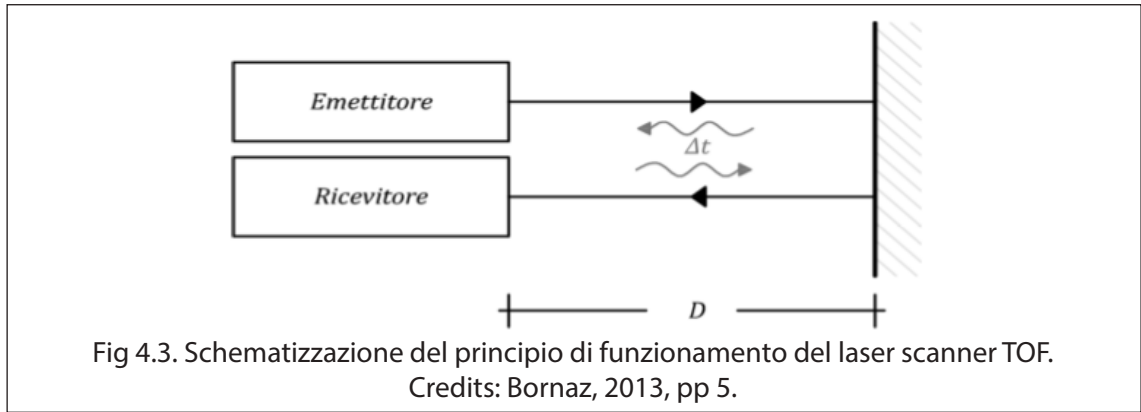 Emettitore
Δt
Ricevitore
D
Fig 4.3. Schematizzazione del principio di funzionamento del laser scanner TOF.
Credits: Bornaz, 2013, pp 5.